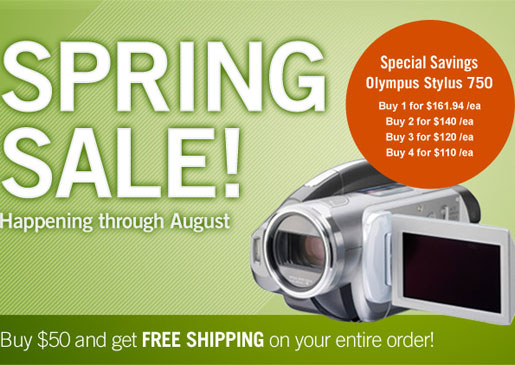 SPRING
SALE!
Happening through August
Special Savings
Olympus Stylus 750
Buy 1 for $161.94 /ea
Buy 2 for $140 /ea
Buy 3 for $120 /ea
Buy 4 for $110 /ea
Buy $50 and get FREE SHIPPING on your entire order!